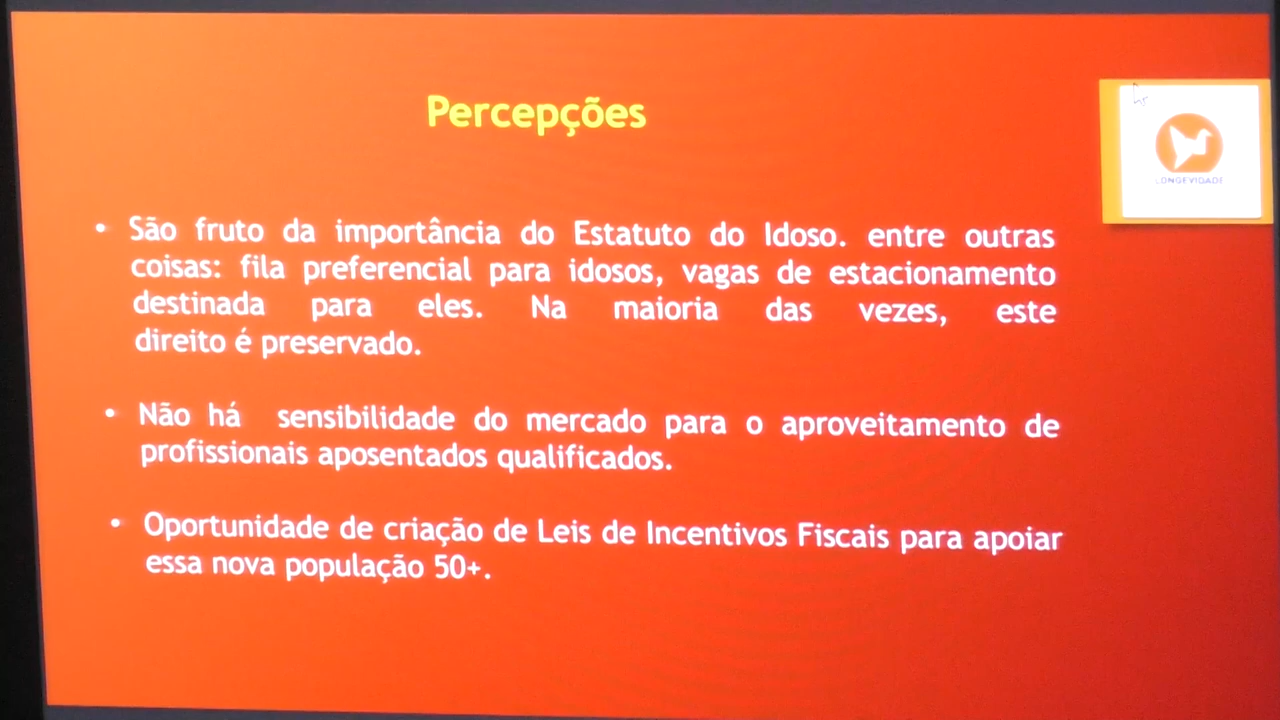 Percepções
LONGEVIDADE
• São fruto da importância do Estatuto do Idoso. entre outras
coisas: fila preferencial para idosos, vagas de estacionamento
destinada para eles. Na maioria das vezes, este
direito é preservado.
• Não há sensibilidade do mercado para o aproveitamento de
profissionais aposentados qualificados.
• Oportunidade de criação de Leis de Incentivos Fiscais para apoiar
essa nova população 50+.